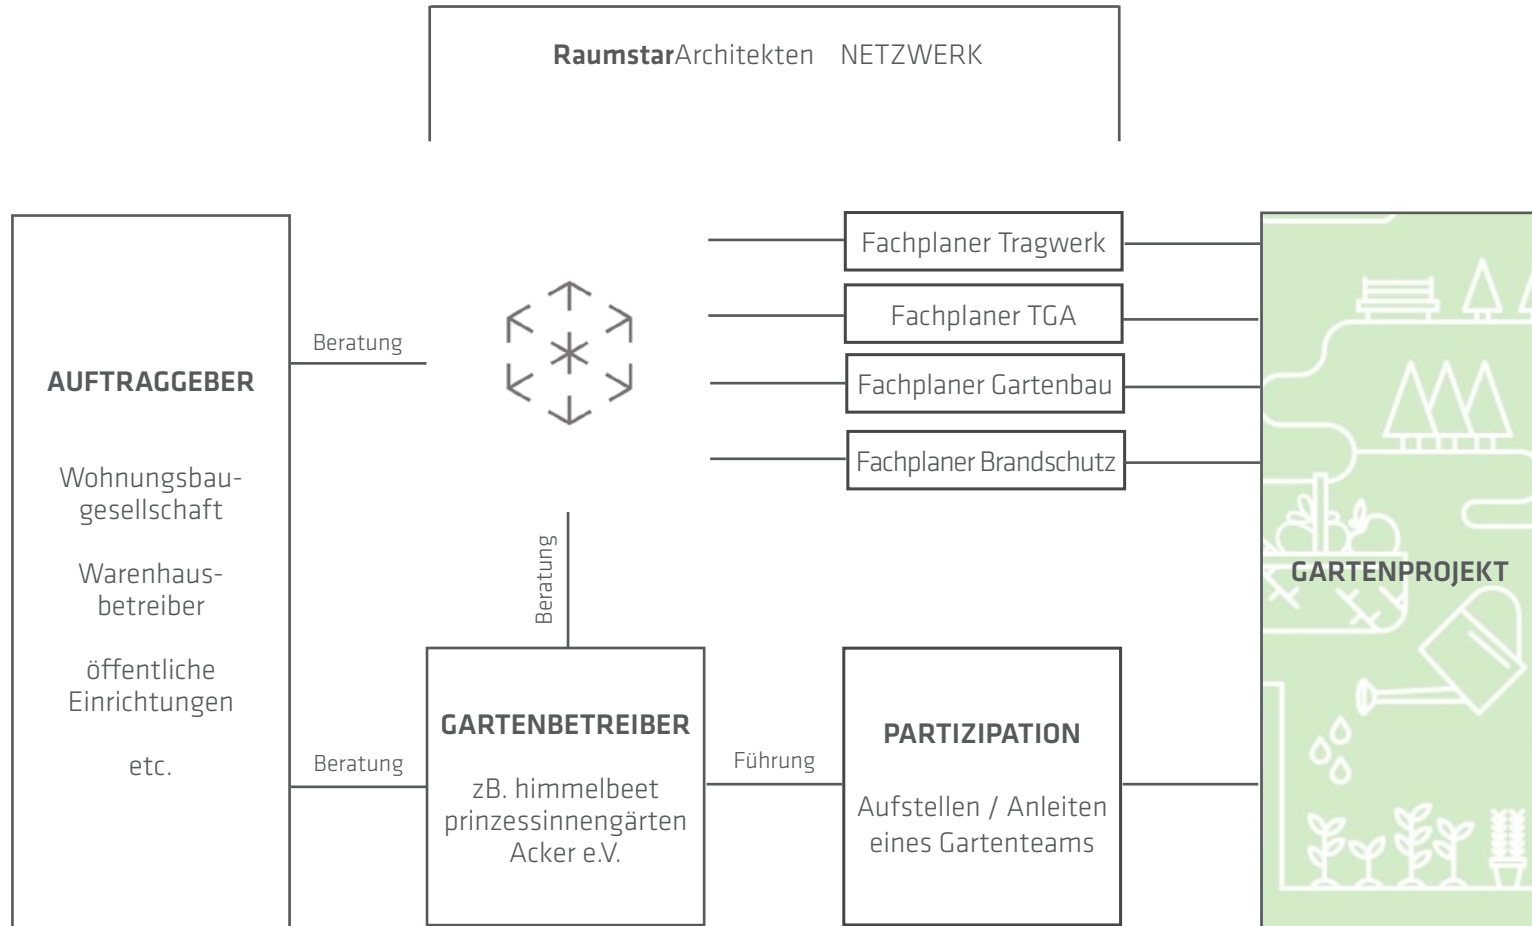 RaumstarArchitekten NETZWERK
AUFTRAGGEBER
Wohnungsbau-
gesellschaft
Warenhaus-
betreiber
öffentliche
Einrichtungen
etc.
Beratung
Beratung
Beratung
Fachplaner Tragwerk
Fachplaner TGA
Fachplaner Gartenbau
Fachplaner Brandschutz
GARTENBETREIBER
zB. himmelbeet
prinzessinnengärten
Acker e.V.
Führung
PARTIZIPATION
Aufstellen / Anleiten
eines Gartenteams
GARTENPROJEKT